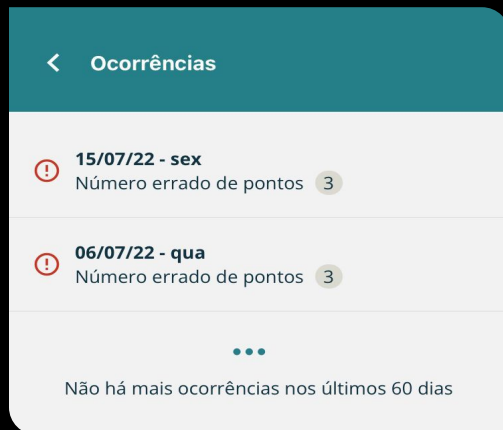 Ocorrências
15/07/22 - sex
Número errado de pontos 3
06/07/22 - qua
Número errado de pontos 3
Não há mais ocorrências nos últimos 60 dias